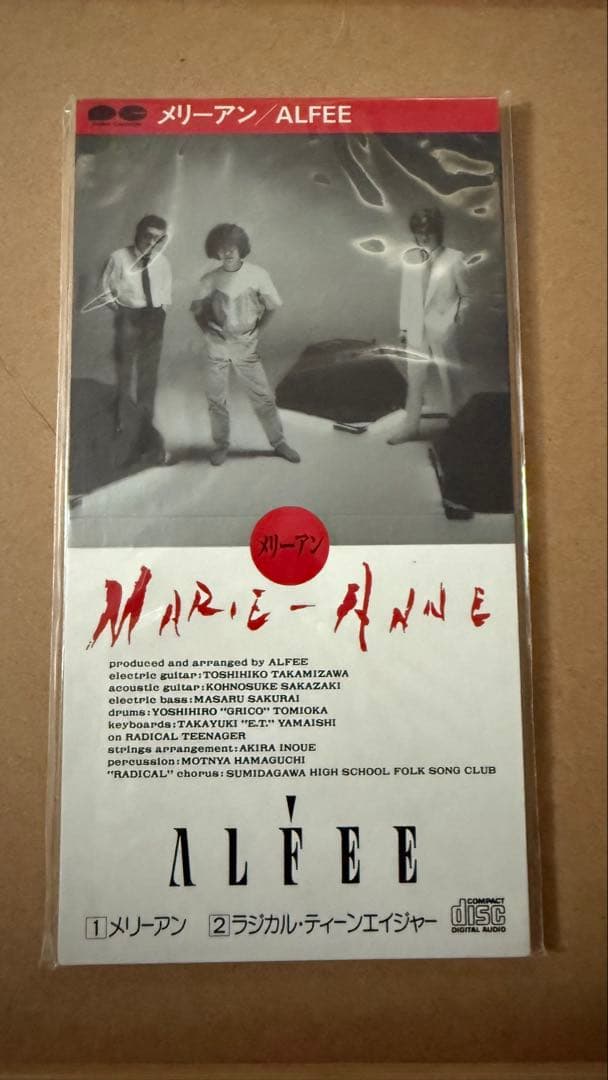 メリーアン/ALFEE
メリーアン
MARIE-ANNE
produced and arranged by ALFEE
electric guitar:TOSHIHIKO TAKAMIZAWA
acoustic guitar:KOHNOSUKE SAKAZAKI
electric bass:MASARU SAKURAI
drums:YOSHIHIRO "GRICO" TOMIOKA
keyboards:TAKAYUKI "E.T." YAMAISHI
on RADICAL TEENAGER
strings arrangement:AKIRA INOUE
percussion:MOTNYA HAMAGUCHI
"RADICAL" chorus:SUMIDAGAWA HIGH SCHOOL FOLK SONG CLUB
ALFEE
1 メリーアン 2 ラジカル・ティーンエイジャー
COMPACT
disc
DIGITAL AUDIO